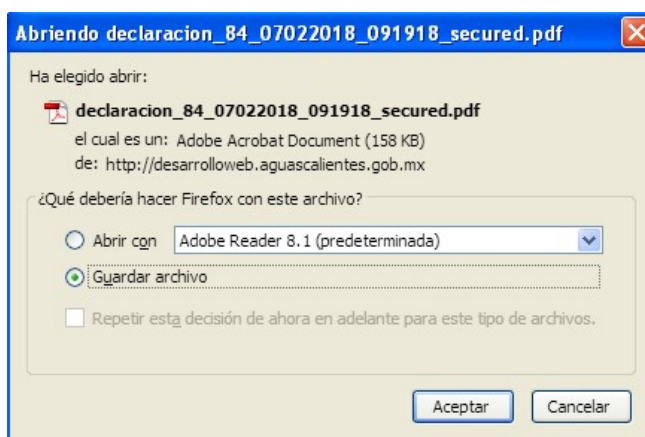 Abriendo declaracion_84_07022018_091918_secured.pdf
Ha elegido abrir:
declaracion_84_07022018_091918_secured.pdf
el cual es un: Adobe Acrobat Document (158 KB)
de: http://desarrolloweb.aguascalientes.gob.mx
¿Qué debería hacer Firefox con este archivo?
Abrir con Adobe Reader 8.1 (predeterminada)
Guardar archivo
Repetir esta decisión de ahora en adelante para este tipo de archivos.
Aceptar Cancelar